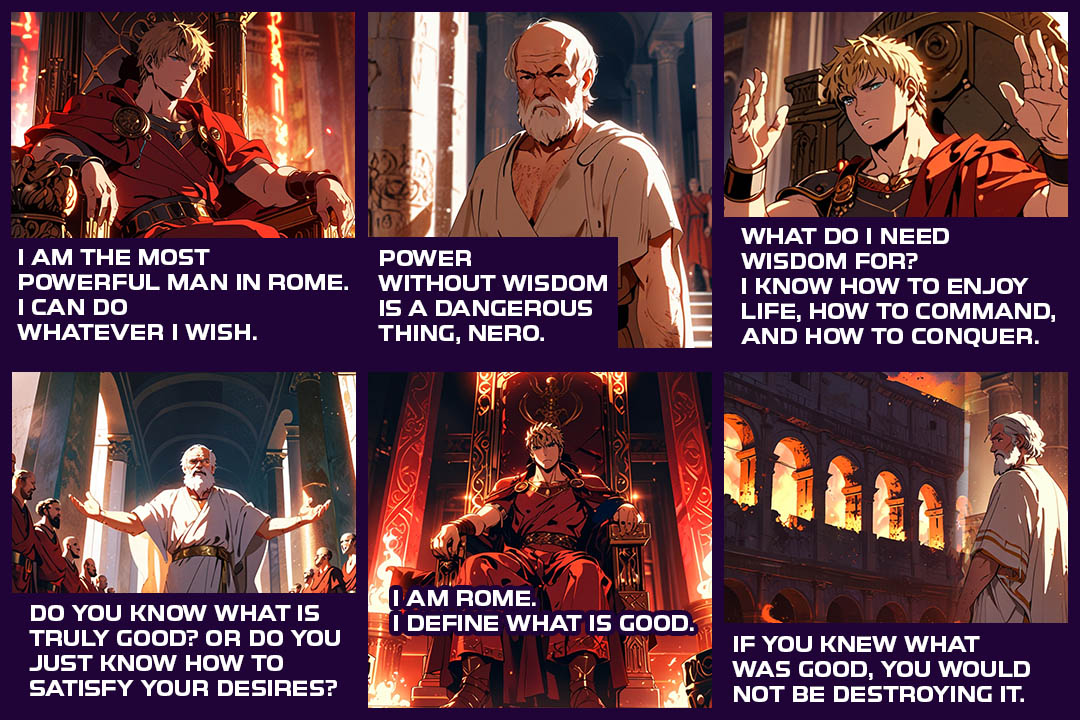 I AM THE MOST
POWERFUL MAN IN ROME.
I CAN DO
WHATEVER I WISH.
POWER
WITHOUT WISDOM
IS A DANGEROUS
THING, NERO.
WHAT DO I NEED
WISDOM FOR?
I KNOW HOW TO ENJOY
LIFE, HOW TO COMMAND,
AND HOW TO CONQUER.
DO YOU KNOW WHAT IS
TRULY GOOD? OR DO YOU
JUST KNOW HOW TO
SATISFY YOUR DESIRES?
I AM ROME.
I DEFINE WHAT IS GOOD.
IF YOU KNEW WHAT
WAS GOOD, YOU WOULD
NOT BE DESTROYING IT.